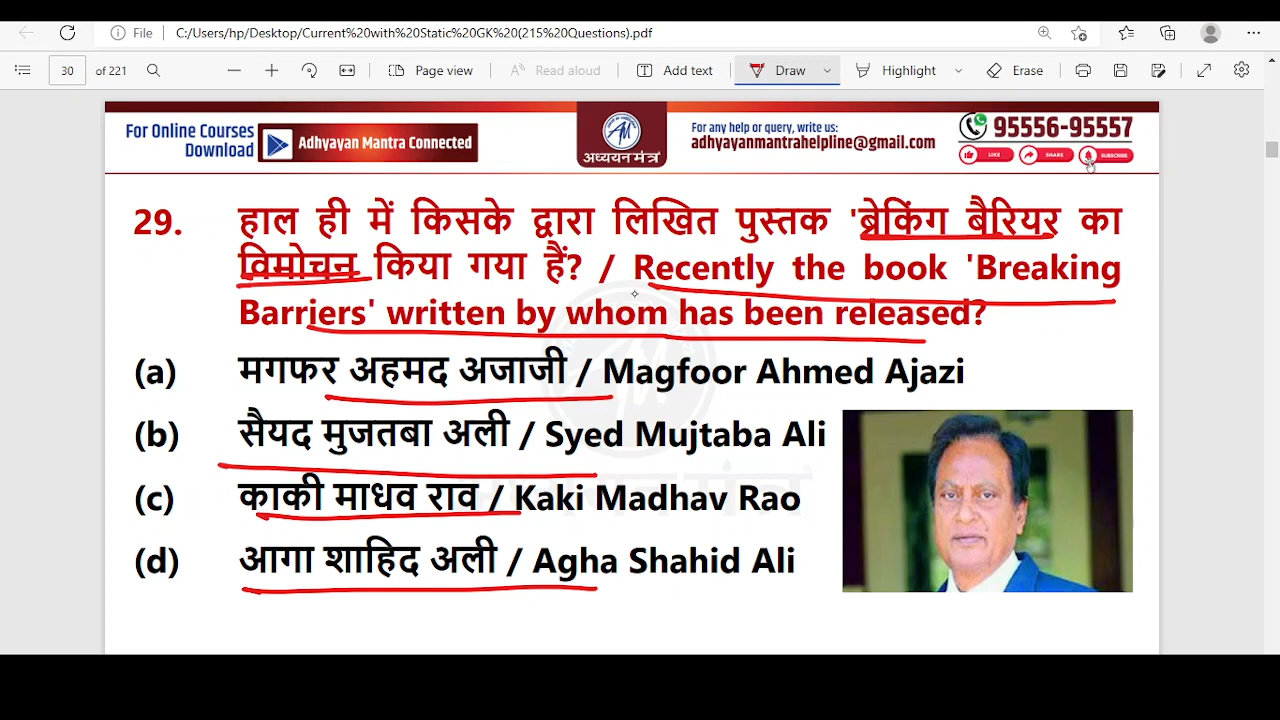 File C:/Users/hp/Desktop/Current%20with%20Static%20GK%20(215%20Questions).pdf
30 of 221 Page view Read aloud Add text Draw Highlight Erase
For Online Courses
Download
Adhyayan Mantra Connected
AM
अध्ययन मंत्रा
For any help or query, write us:
adhyayanmantrahelpline@gmail.com
95556-95557
LIKE SHARE SUBSCRIBE
29. हाल ही में किसके द्वारा लिखित पुस्तक 'ब्रेकिंग बैरियर का
विमोचन किया गया हैं? / Recently the book 'Breaking
Barriers' written by whom has been released?
(a) मगफर अहमद अजाजी / Magfoor Ahmed Ajazi
(b) सैयद मुजतबा अली / Syed Mujtaba Ali
(c) काकी माधव राव / Kaki Madhav Rao
(d) आगा शाहिद अली / Agha Shahid Ali